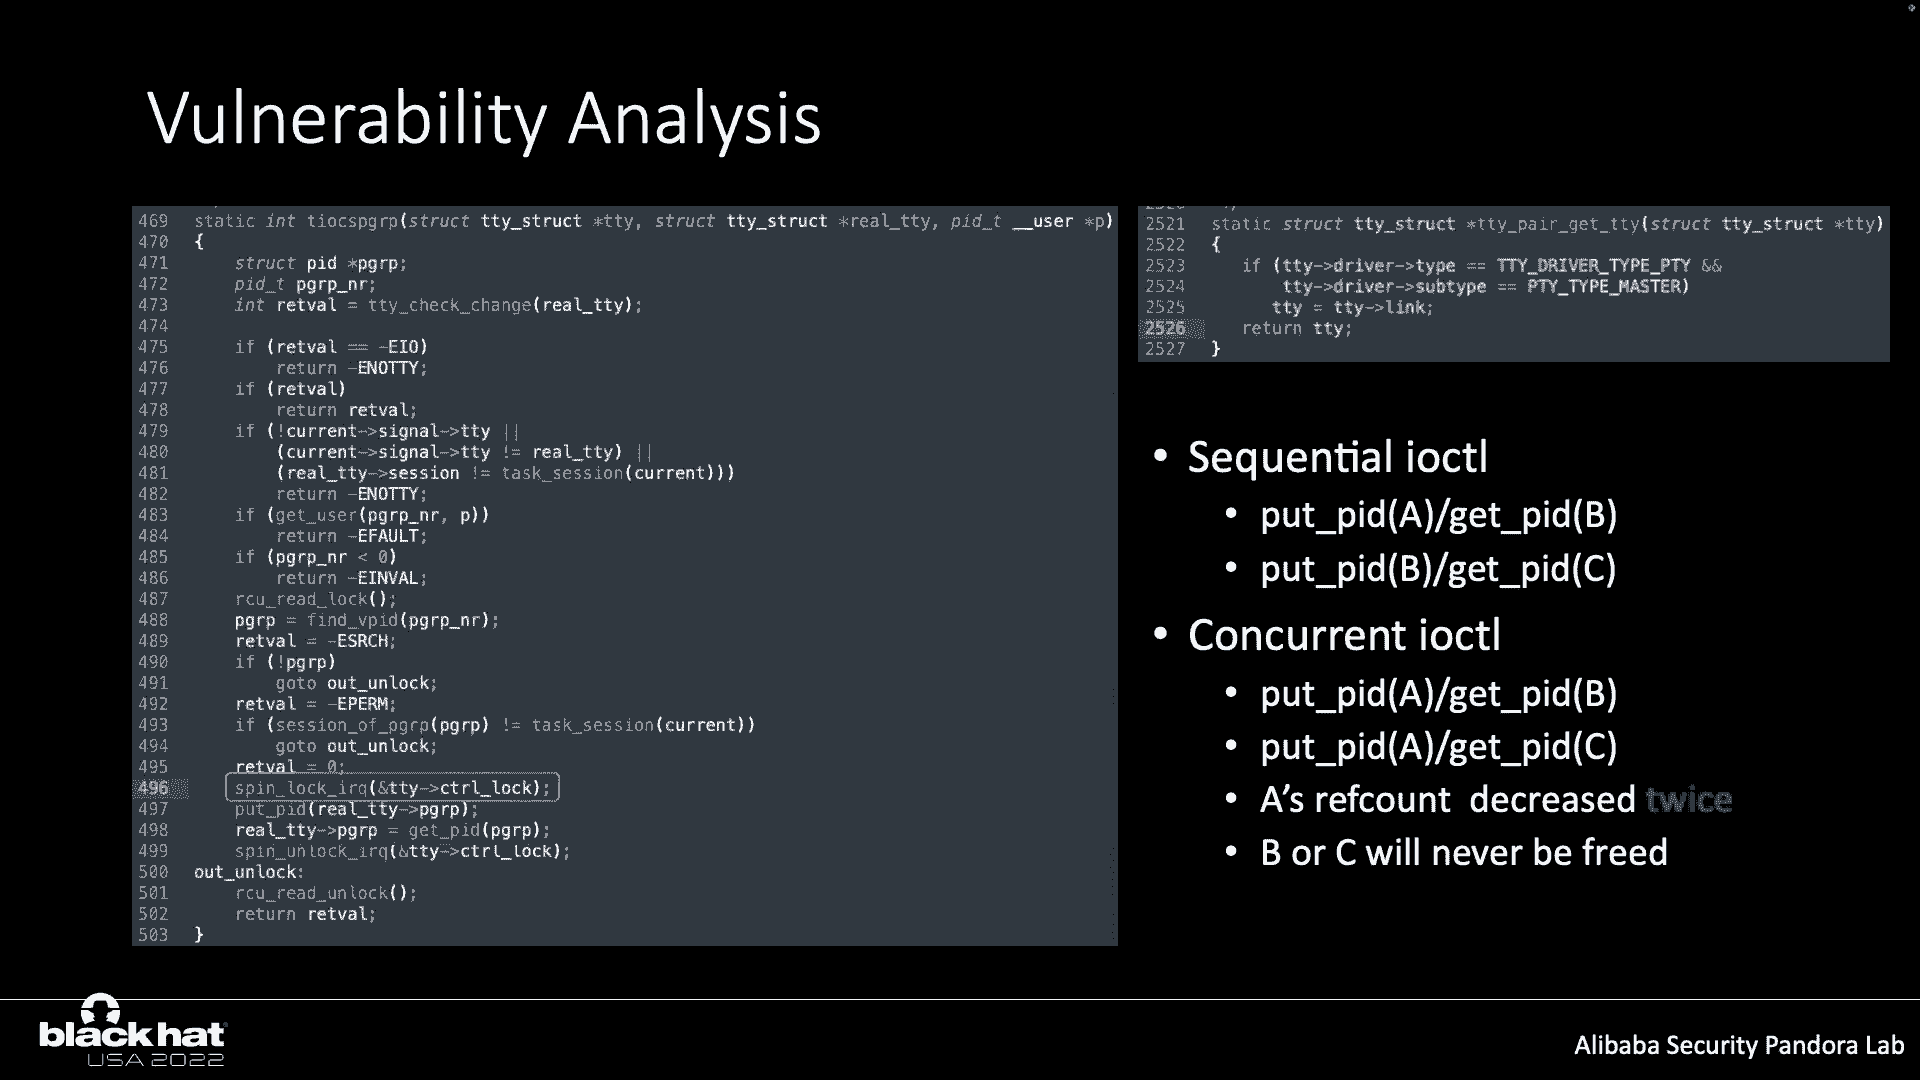 Vulnerability Analysis
469 static int tiocspgrp(struct tty_struct *tty, struct tty_struct *real_tty, pid_t __user *p)
470 {
471 struct pid *pgrp;
472 pid_t pgrp_nr;
473 int retval = tty_check_change(real_tty);
474
475 if (retval == -EIO)
476 return -ENOTTY;
477 if (retval)
478 return retval;
479 if (!current->signal->tty ||
480 (current->signal->tty != real_tty) ||
481 (real_tty->session != task_session(current)))
482 return -ENOTTY;
483 if (get_user(pgrp_nr, p))
484 return -EFAULT;
485 if (pgrp_nr < 0)
486 return -EINVAL;
487 rcu_read_lock();
488 pgrp = find_vpid(pgrp_nr);
489 retval = -ESRCH;
490 if (!pgrp)
491 goto out_unlock;
492 retval = -EPERM;
493 if (session_of_pgrp(pgrp) != task_session(current))
494 goto out_unlock;
495 retval = 0;
496 spin_lock_irq(&tty->ctrl_lock);
497 put_pid(real_tty->pgrp);
498 real_tty->pgrp = get_pid(pgrp);
499 spin_unlock_irq(&tty->ctrl_lock);
500 out_unlock:
501 rcu_read_unlock();
502 return retval;
503 }
2521 static struct tty_struct *tty_pair_get_tty(struct tty_struct *tty)
2522 {
2523 if (tty->driver->type == TTY_DRIVER_TYPE_PTY &&
2524 tty->driver->subtype == PTY_TYPE_MASTER)
2525 tty = tty->link;
2526 return tty;
2527 }
• Sequential ioctl
• put_pid(A)/get_pid(B)
• put_pid(B)/get_pid(C)
• Concurrent ioctl
• put_pid(A)/get_pid(B)
• put_pid(A)/get_pid(C)
• A's refcount decreased twice
• B or C will never be freed
black hat
USA 2022
Alibaba Security Pandora Lab